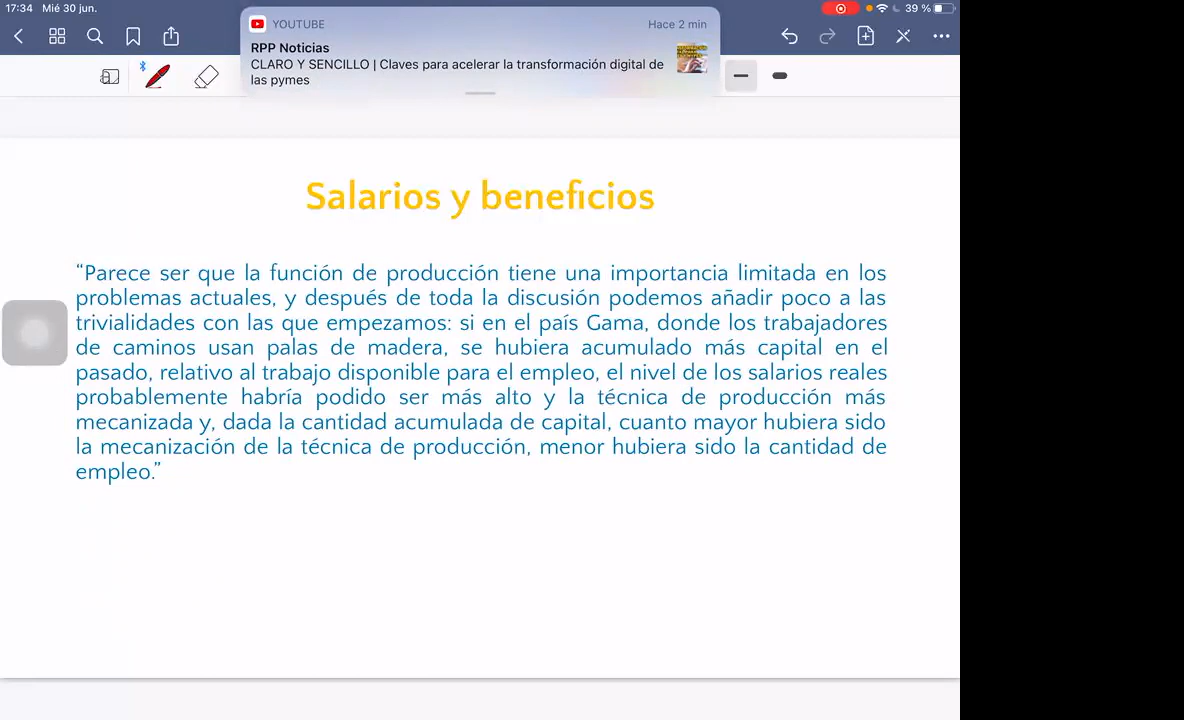 17:34 Mié 30 jun.
39 %
YOUTUBE
Hace 2 min
RPP Noticias
CLARO Y SENCILLO | Claves para acelerar la transformación digital de
las pymes
Salarios y beneficios
“Parece ser que la función de producción tiene una importancia limitada en los
problemas actuales, y después de toda la discusión podemos añadir poco a las
trivialidades con las que empezamos: si en el país Gama, donde los trabajadores
de caminos usan palas de madera, se hubiera acumulado más capital en el
pasado, relativo al trabajo disponible para el empleo, el nivel de los salarios reales
probablemente habría podido ser más alto y la técnica de producción más
mecanizada y, dada la cantidad acumulada de capital, cuanto mayor hubiera sido
la mecanización de la técnica de producción, menor hubiera sido la cantidad de
empleo.”